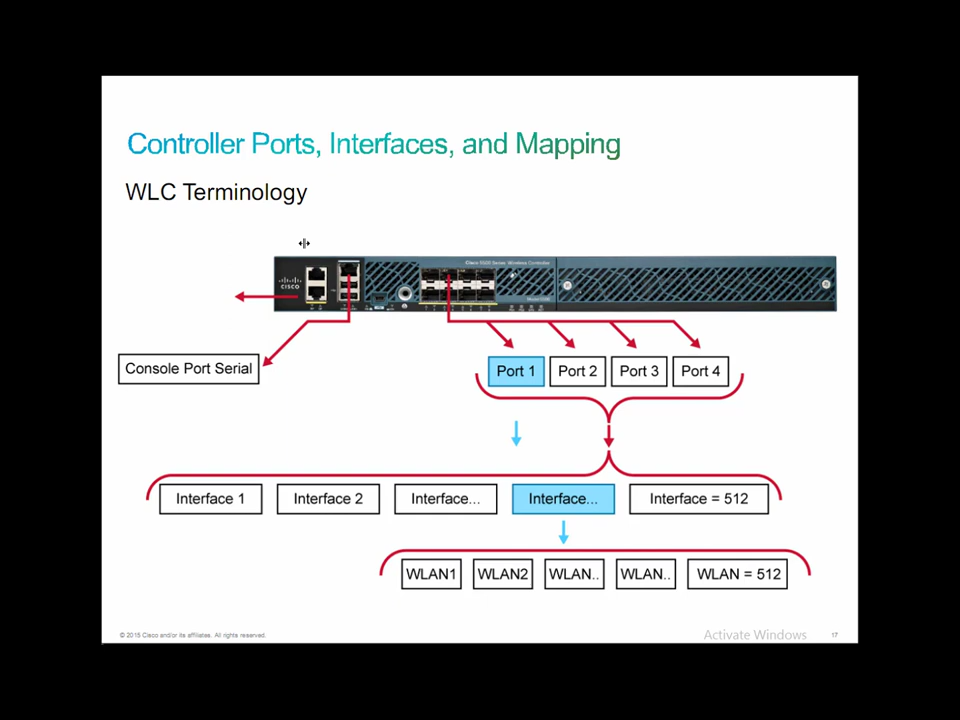 Controller Ports, Interfaces, and Mapping
WLC Terminology
Cisco 5500 Series Wireless Controller
CISCO
Console Port Serial
Port 1
Port 2
Port 3
Port 4
Interface 1
Interface 2
Interface...
Interface...
Interface = 512
WLAN1
WLAN2
WLAN..
WLAN..
WLAN = 512
© 2015 Cisco and/or its affiliates. All rights reserved.
Activate Windows
17